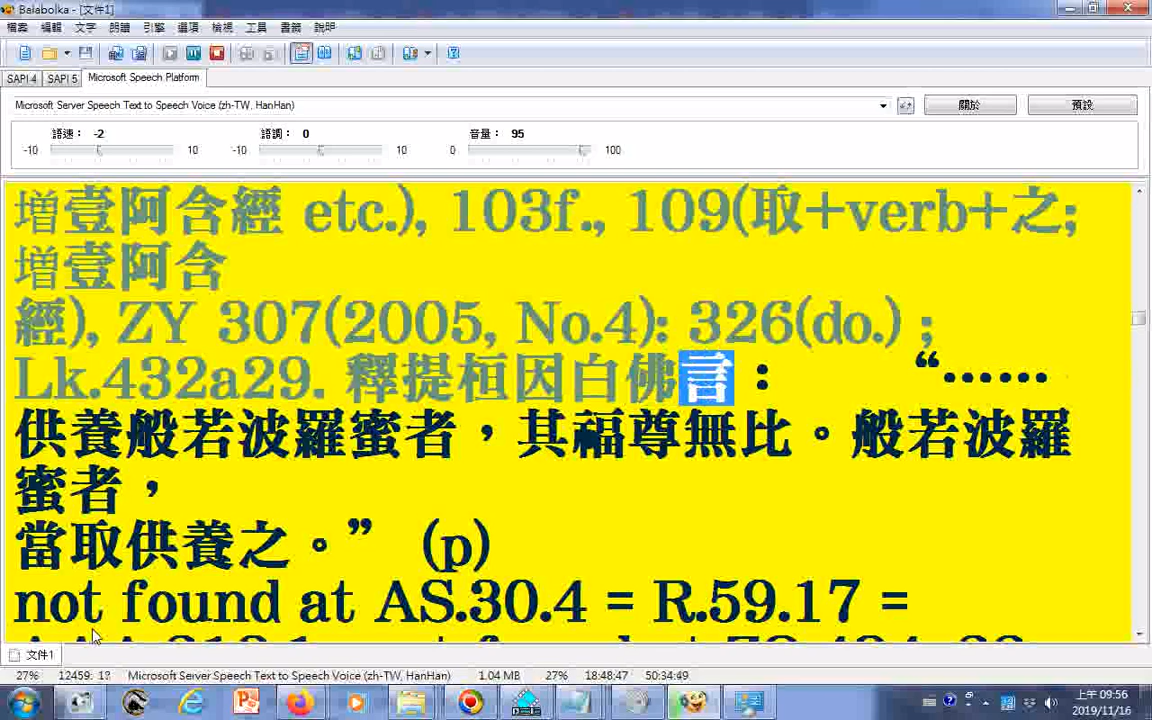 Balabolka - [文件1]
檔案 編輯 文字 朗讀 引擎 選項 檢視 工具 書籤 說明
SAPI 4 SAPI 5 Microsoft Speech Platform
Microsoft Server Speech Text to Speech Voice (zh-TW, HanHan) 關於 預設
語速： -2 語調： 0 音量： 95
-10 10 -10 10 0 100
增壹阿含經 etc.), 103f., 109(取+verb+之;
增壹阿含
經), ZY 307(2005, No.4): 326(do.) ;
Lk.432a29. 釋提桓因白佛言： “……
供養般若波羅蜜者，其福尊無比。般若波羅
蜜者，
當取供養之。” (p)
not found at AS.30.4 = R.59.17 =
文件1
27% 12459: 13 Microsoft Server Speech Text to Speech Voice (zh-TW, HanHan) 1.04 MB 27% 18:48:47 50:34:49
上午 09:56
2019/11/16